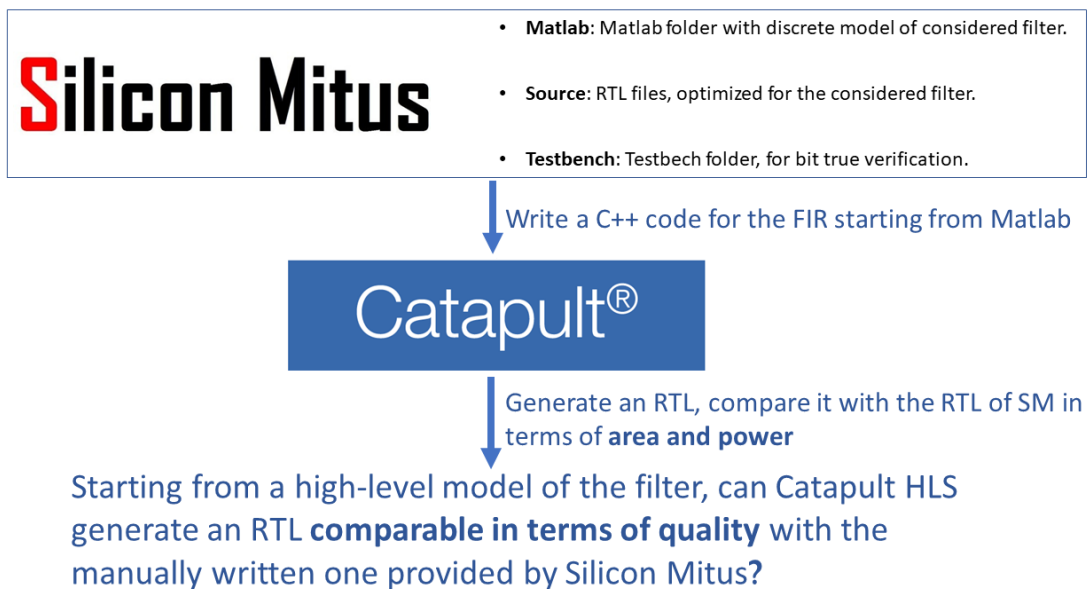 Silicon Mitus
• Matlab: Matlab folder with discrete model of considered filter.
• Source: RTL files, optimized for the considered filter.
• Testbench: Testbech folder, for bit true verification.
Write a C++ code for the FIR starting from Matlab
Catapult®
Generate an RTL, compare it with the RTL of SM in
terms of area and power
Starting from a high-level model of the filter, can Catapult HLS
generate an RTL comparable in terms of quality with the
manually written one provided by Silicon Mitus?